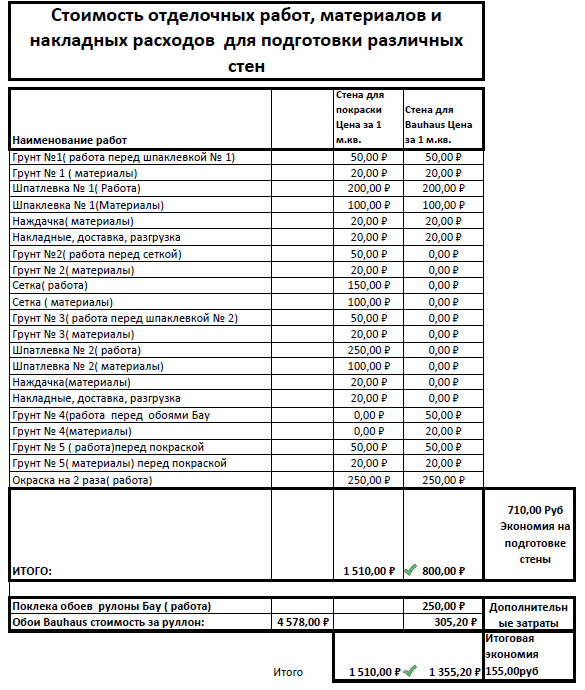 Стоимость отделочных работ, материалов и
накладных расходов для подготовки различных
стен
Наименование работ
Стена для
покраски
Цена за 1
м.кв.
Стена для
Bauhaus Цена
за 1 м.кв.
Грунт №1( работа перед шпаклевкой № 1) 50,00 ₽ 50,00 ₽
Грунт № 1 ( материалы) 20,00 ₽ 20,00 ₽
Шпатлевка № 1( Работа) 200,00 ₽ 200,00 ₽
Шпаклевка № 1(Материалы) 100,00 ₽ 100,00 ₽
Наждачка( материалы) 20,00 ₽ 20,00 ₽
Накладные, доставка, разгрузка 20,00 ₽ 20,00 ₽
Грунт №2( работа перед сеткой) 50,00 ₽ 0,00 ₽
Грунт № 2( материалы) 20,00 ₽ 0,00 ₽
Сетка( работа) 150,00 ₽ 0,00 ₽
Сетка ( материалы) 100,00 ₽ 0,00 ₽
Грунт № 3( работа перед шпаклевкой № 2) 50,00 ₽ 0,00 ₽
Грунт № 3( материалы) 20,00 ₽ 0,00 ₽
Шпатлевка № 2( работа) 250,00 ₽ 0,00 ₽
Шпатлевка № 2( материалы) 100,00 ₽ 0,00 ₽
Наждачка(материалы) 20,00 ₽ 0,00 ₽
Накладные, доставка, разгрузка 20,00 ₽ 0,00 ₽
Грунт № 4(работа перед обоями Бау 0,00 ₽ 50,00 ₽
Грунт № 4(материалы) 0,00 ₽ 20,00 ₽
Грунт № 5 ( работа)перед покраской 50,00 ₽ 50,00 ₽
Грунт № 5( материалы) перед покраской 20,00 ₽ 20,00 ₽
Окраска на 2 раза( работа) 250,00 ₽ 250,00 ₽
710,00 Руб
Экономия на
подготовке
стены
ИТОГО: 1 510,00 ₽ 800,00 ₽
Поклека обоев рулоны Бау ( работа) 250,00 ₽
Обои Bauhaus стоимость за руллон: 4 578,00 ₽ 305,20 ₽
Дополнительн
ые затраты
Итоговая
экономия
155,00руб
Итого 1 510,00 ₽ 1 355,20 ₽